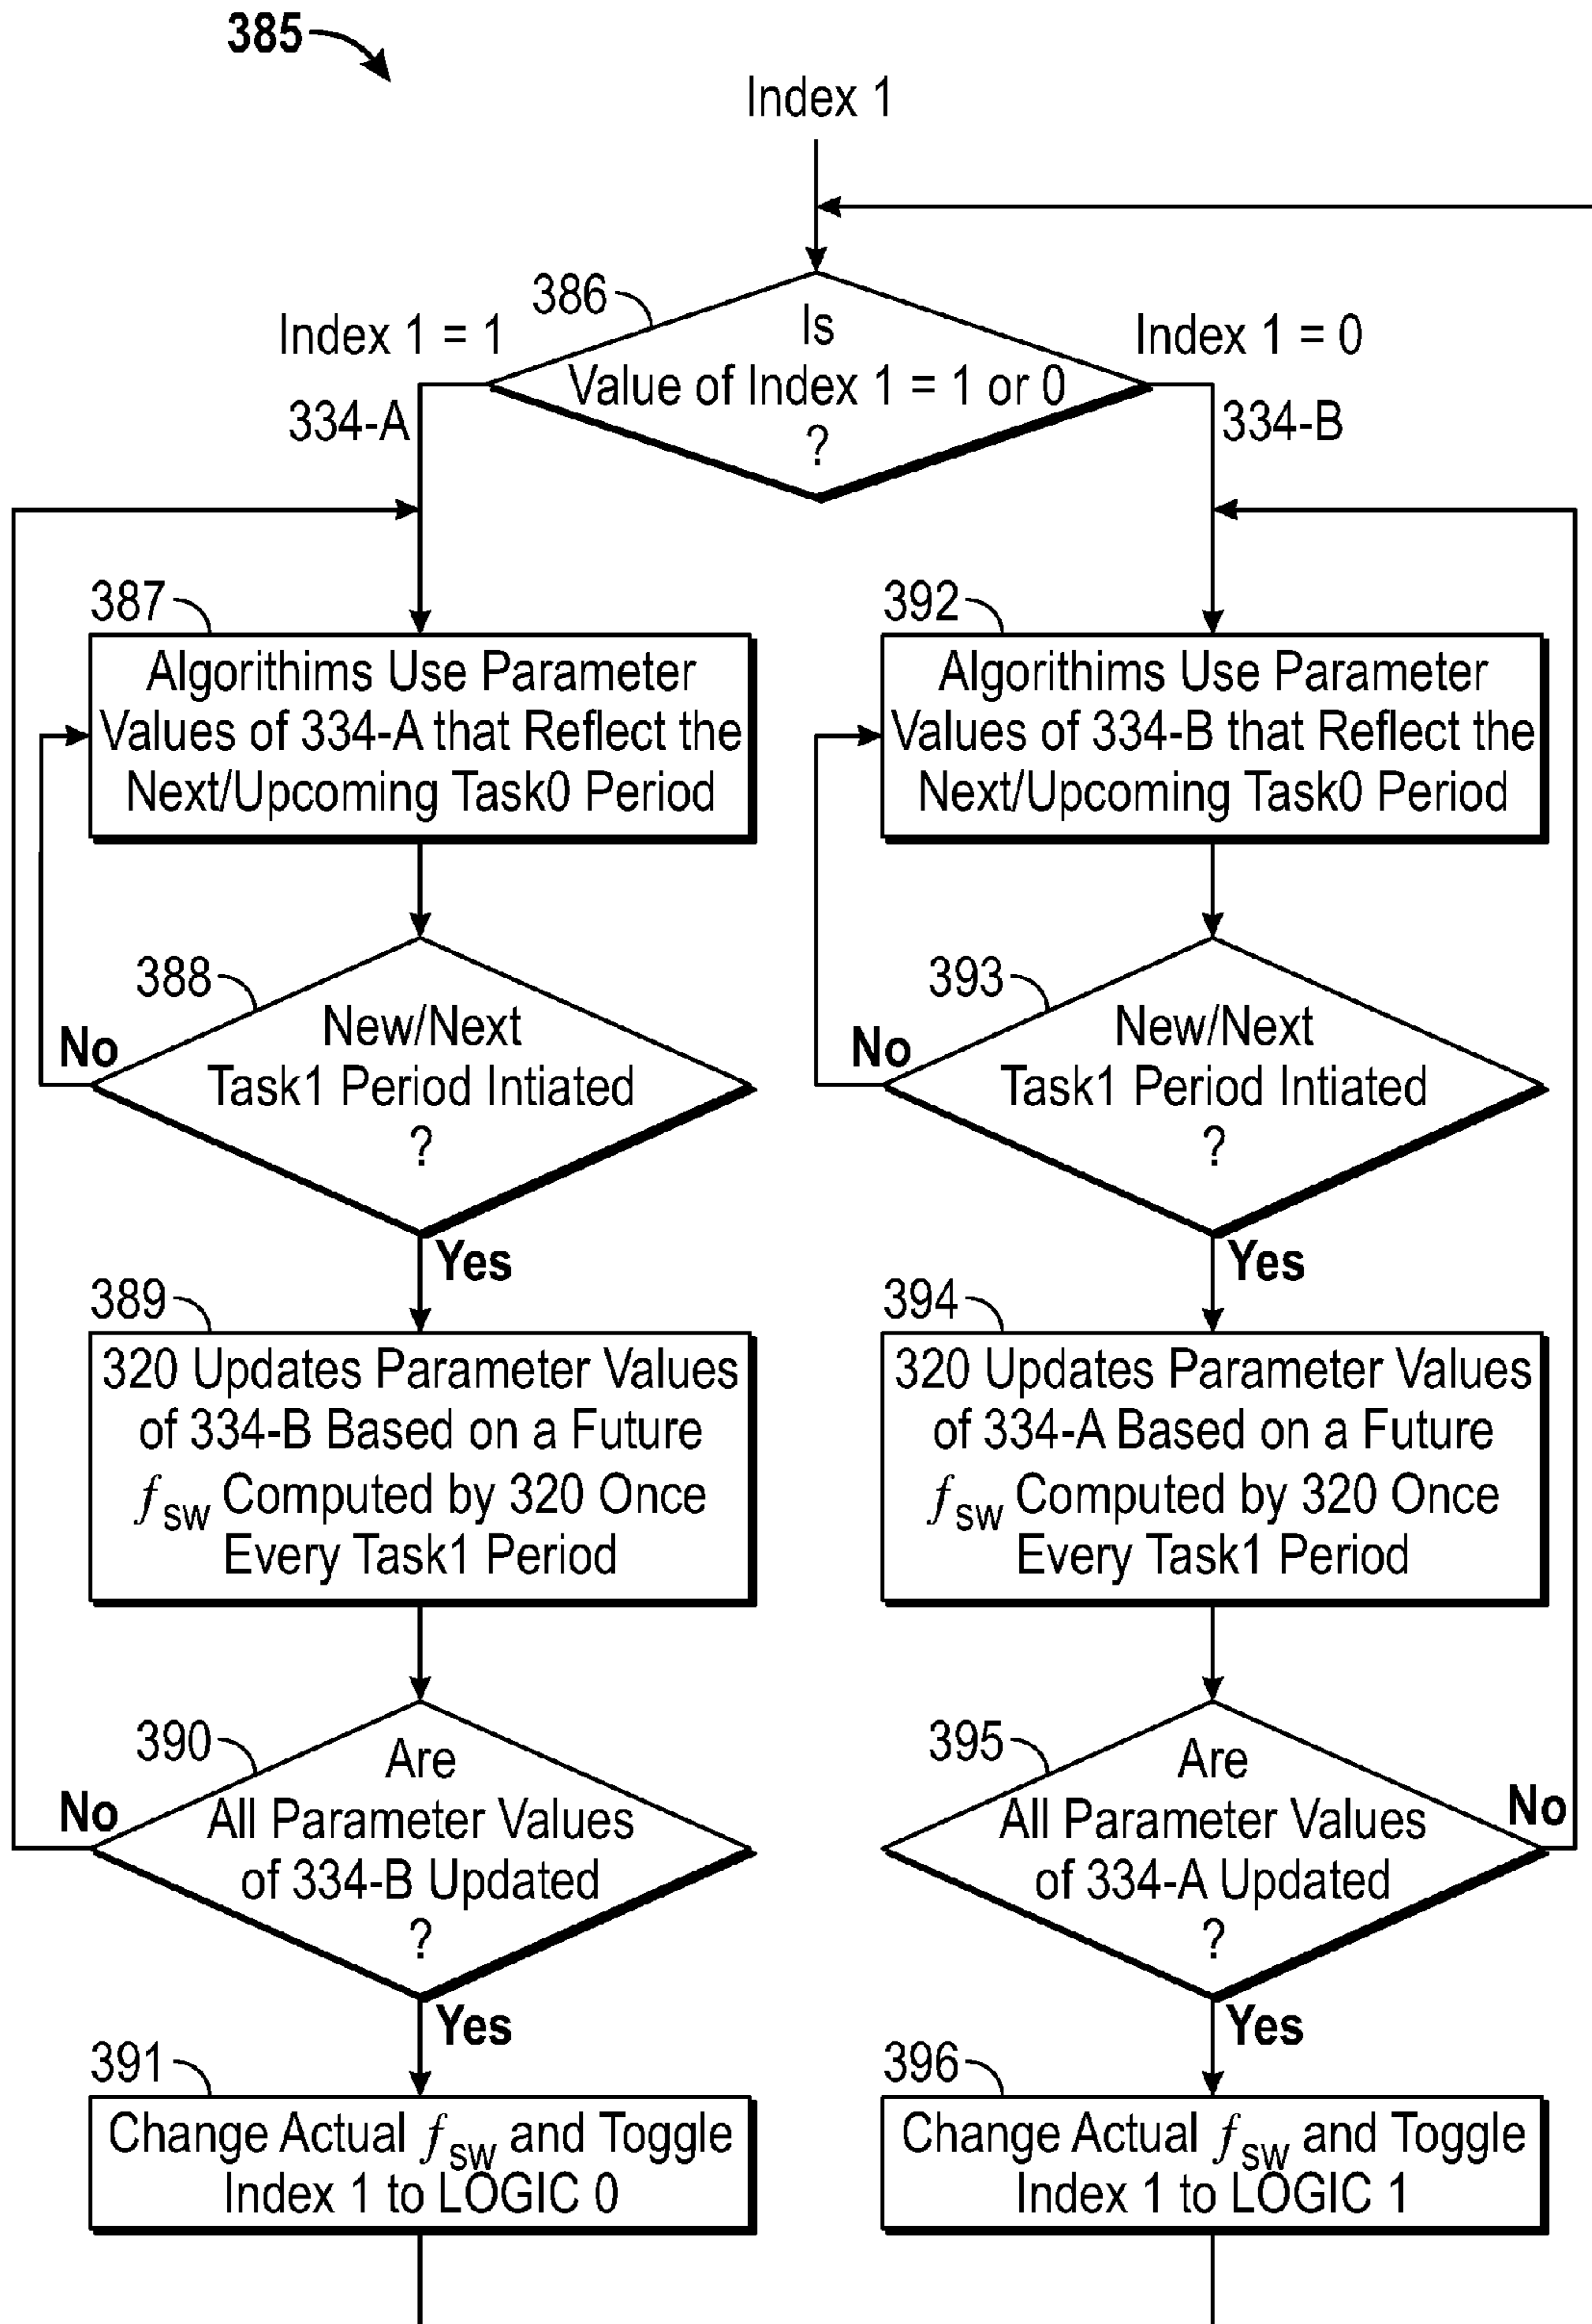 385
Index 1
386
Is
Value of Index 1 = 1 or 0
?
Index 1 = 1
334-A
Index 1 = 0
334-B
387
Algorithims Use Parameter
Values of 334-A that Reflect the
Next/Upcoming Task0 Period
388
New/Next
Task1 Period Intiated
?
No
Yes
389
320 Updates Parameter Values
of 334-B Based on a Future
fsw Computed by 320 Once
Every Task1 Period
390
Are
All Parameter Values
of 334-B Updated
?
No
Yes
391
Change Actual fsw and Toggle
Index 1 to LOGIC 0
392
Algorithims Use Parameter
Values of 334-B that Reflect the
Next/Upcoming Task0 Period
393
New/Next
Task1 Period Intiated
?
No
Yes
394
320 Updates Parameter Values
of 334-A Based on a Future
fsw Computed by 320 Once
Every Task1 Period
395
Are
All Parameter Values
of 334-A Updated
?
No
Yes
396
Change Actual fsw and Toggle
Index 1 to LOGIC 1